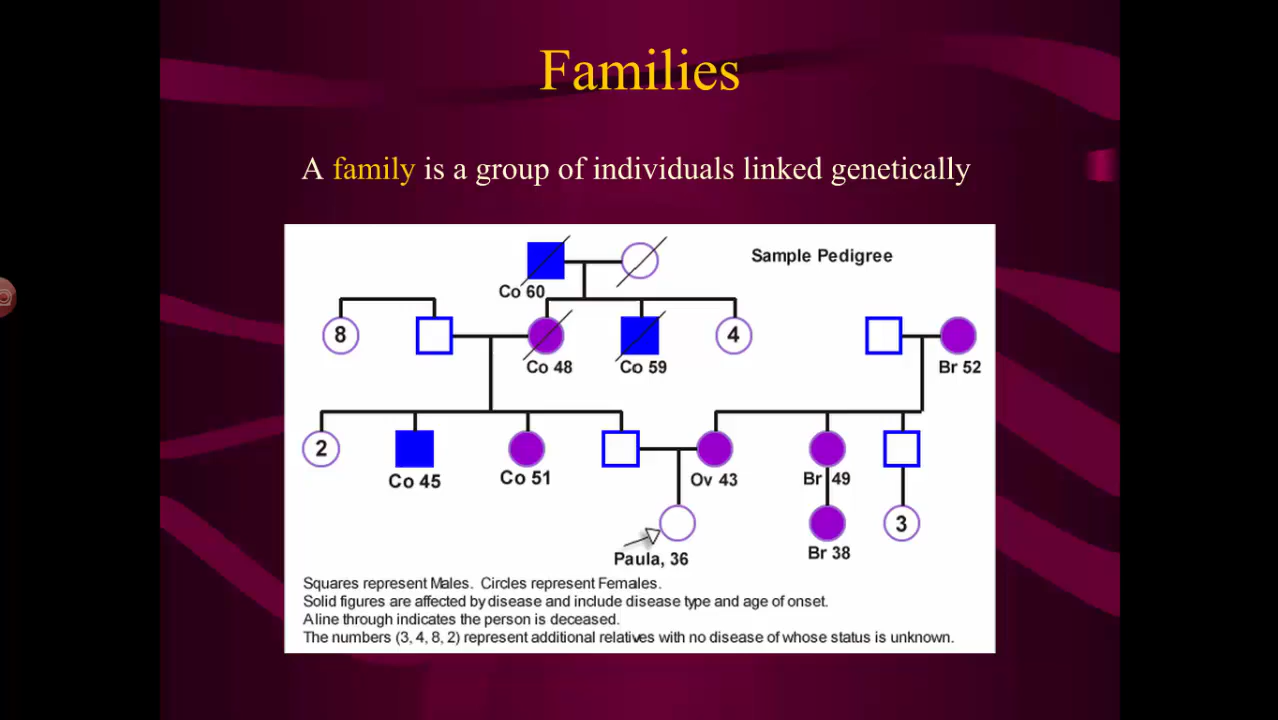 Families
A family is a group of individuals linked genetically
Sample Pedigree
Co 60
8
4
Co 48
Co 59
Br 52
2
Co 45
Co 51
Ov 43
Br 49
3
Paula, 36
Br 38
Squares represent Males. Circles represent Females.
Solid figures are affected by disease and include disease type and age of onset.
A line through indicates the person is deceased.
The numbers (3, 4, 8, 2) represent additional relatives with no disease of whose status is unknown.